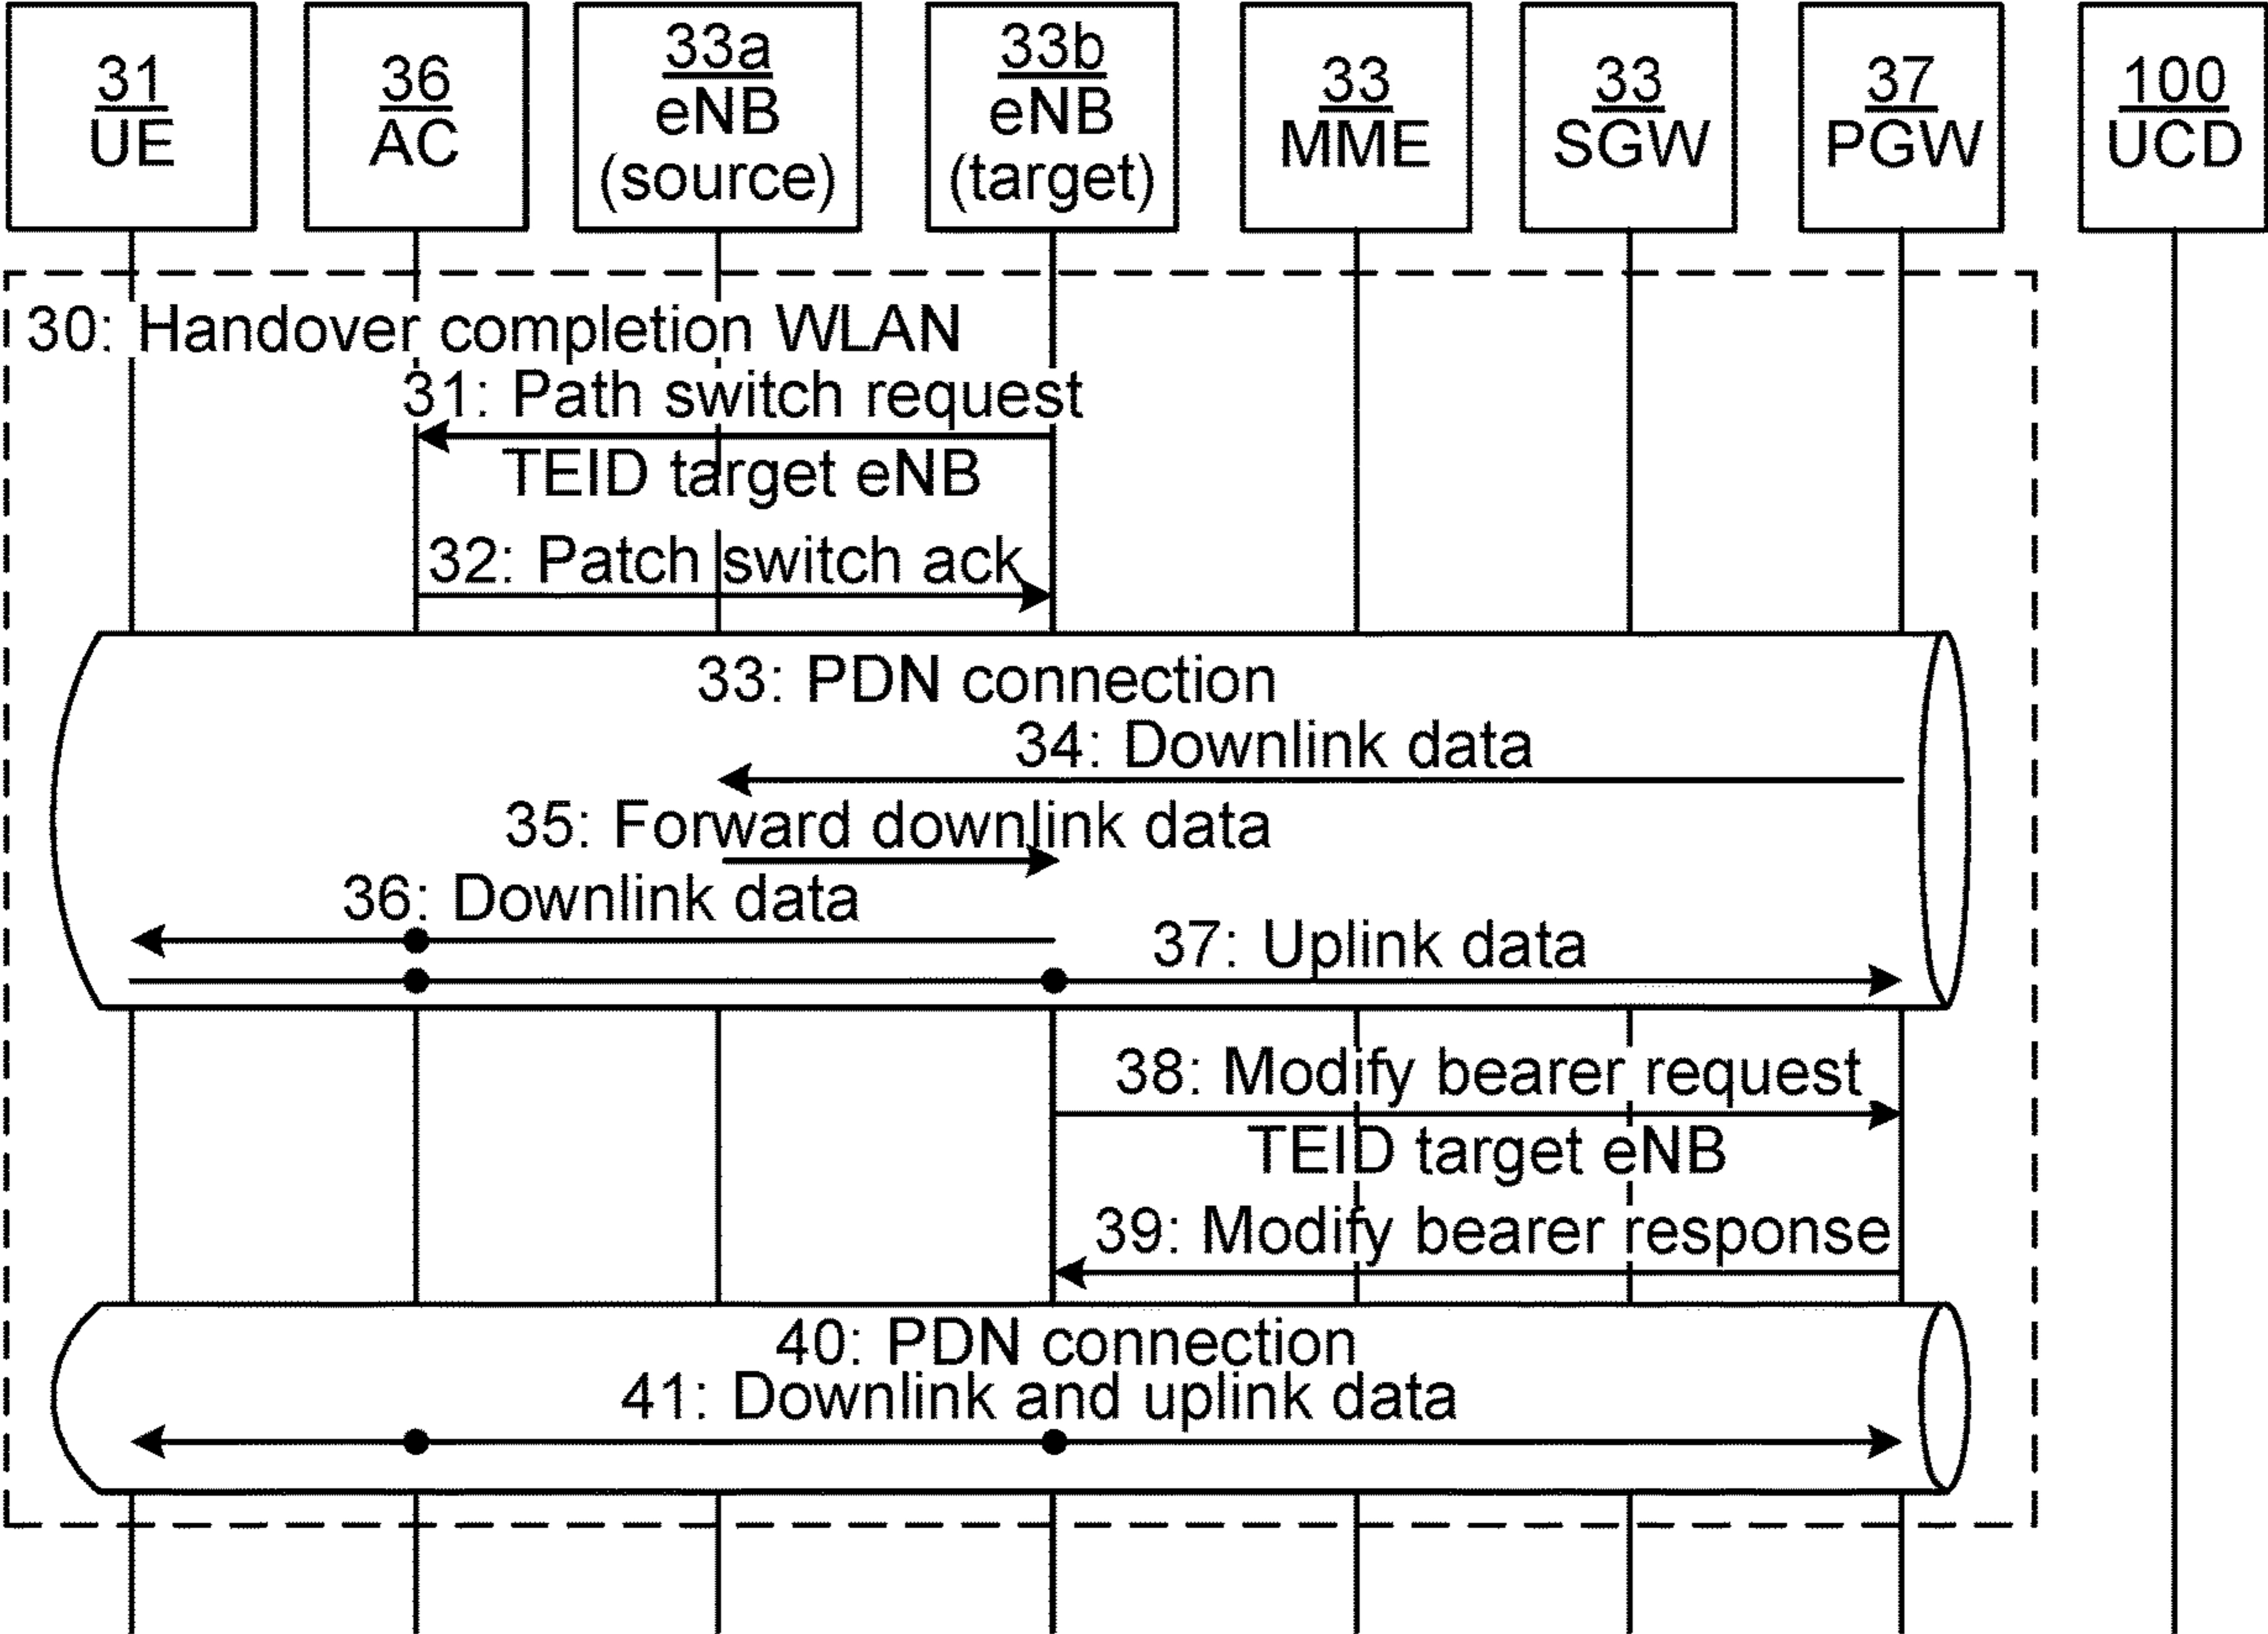 31
UE
36
AC
33a
eNB
(source)
33b
eNB
(target)
33
MME
33
SGW
37
PGW
100
UCD
30: Handover completion WLAN
31: Path switch request
TEID target eNB
32: Patch switch ack
33: PDN connection
34: Downlink data
35: Forward downlink data
36: Downlink data
37: Uplink data
38: Modify bearer request
TEID target eNB
39: Modify bearer response
40: PDN connection
41: Downlink and uplink data